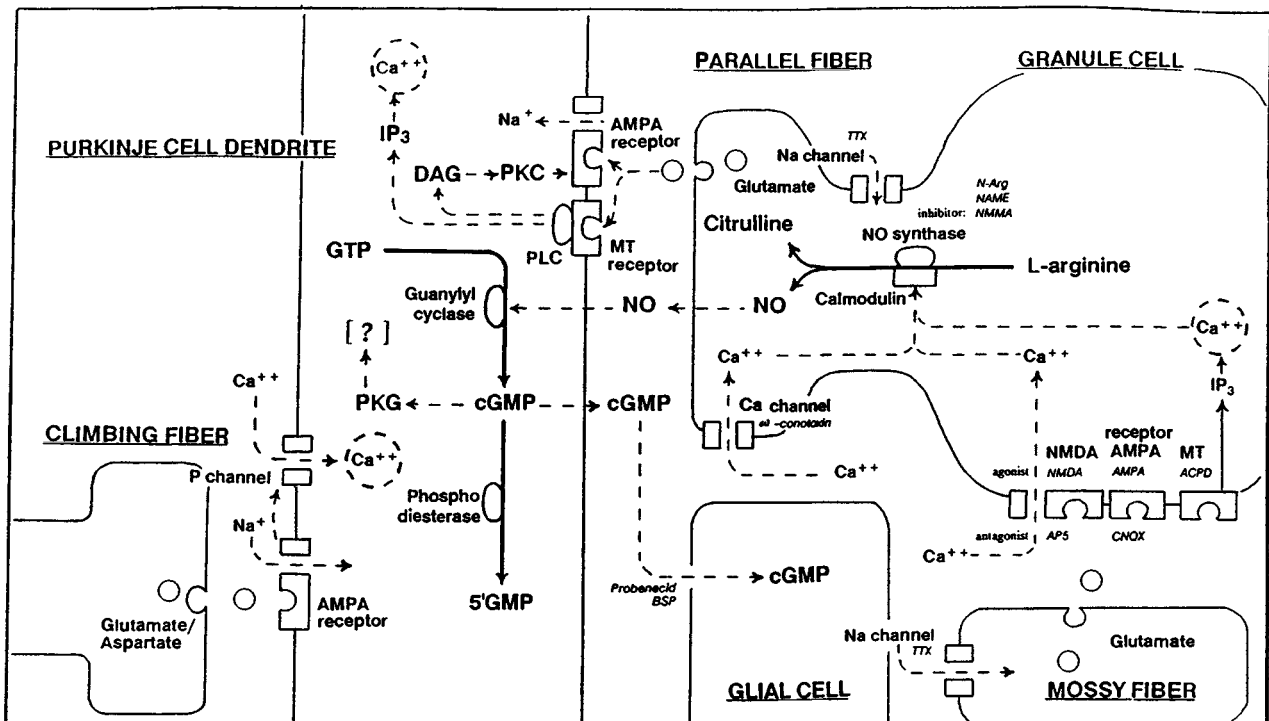 PARALLEL FIBER
GRANULE CELL
PURKINJE CELL DENDRITE
Ca++
IP3
DAG
PKC
Na+
AMPA
receptor
Glutamate
TTX
Na channel
N-Arg
NAME
inhibitor: NMMA
NO synthase
Citrulline
L-arginine
Calmodulin
PLC
MT
receptor
GTP
Guanylyl
cyclase
NO
NO
[ ? ]
Ca++
Ca++
Ca++
IP3
Ca++
PKG
cGMP
cGMP
Ca channel
ω-conotoxin
CLIMBING FIBER
P channel
Ca++
Ca++
receptor
NMDA
AMPA
MT
agonist
NMDA
AMPA
ACPD
antagonist
AP5
CNQX
Ca++
Na+
Phospho
diesterase
Probenecid
BSP
cGMP
5'GMP
AMPA
receptor
Glutamate/
Aspartate
Na channel
TTX
Glutamate
GLIAL CELL
MOSSY FIBER